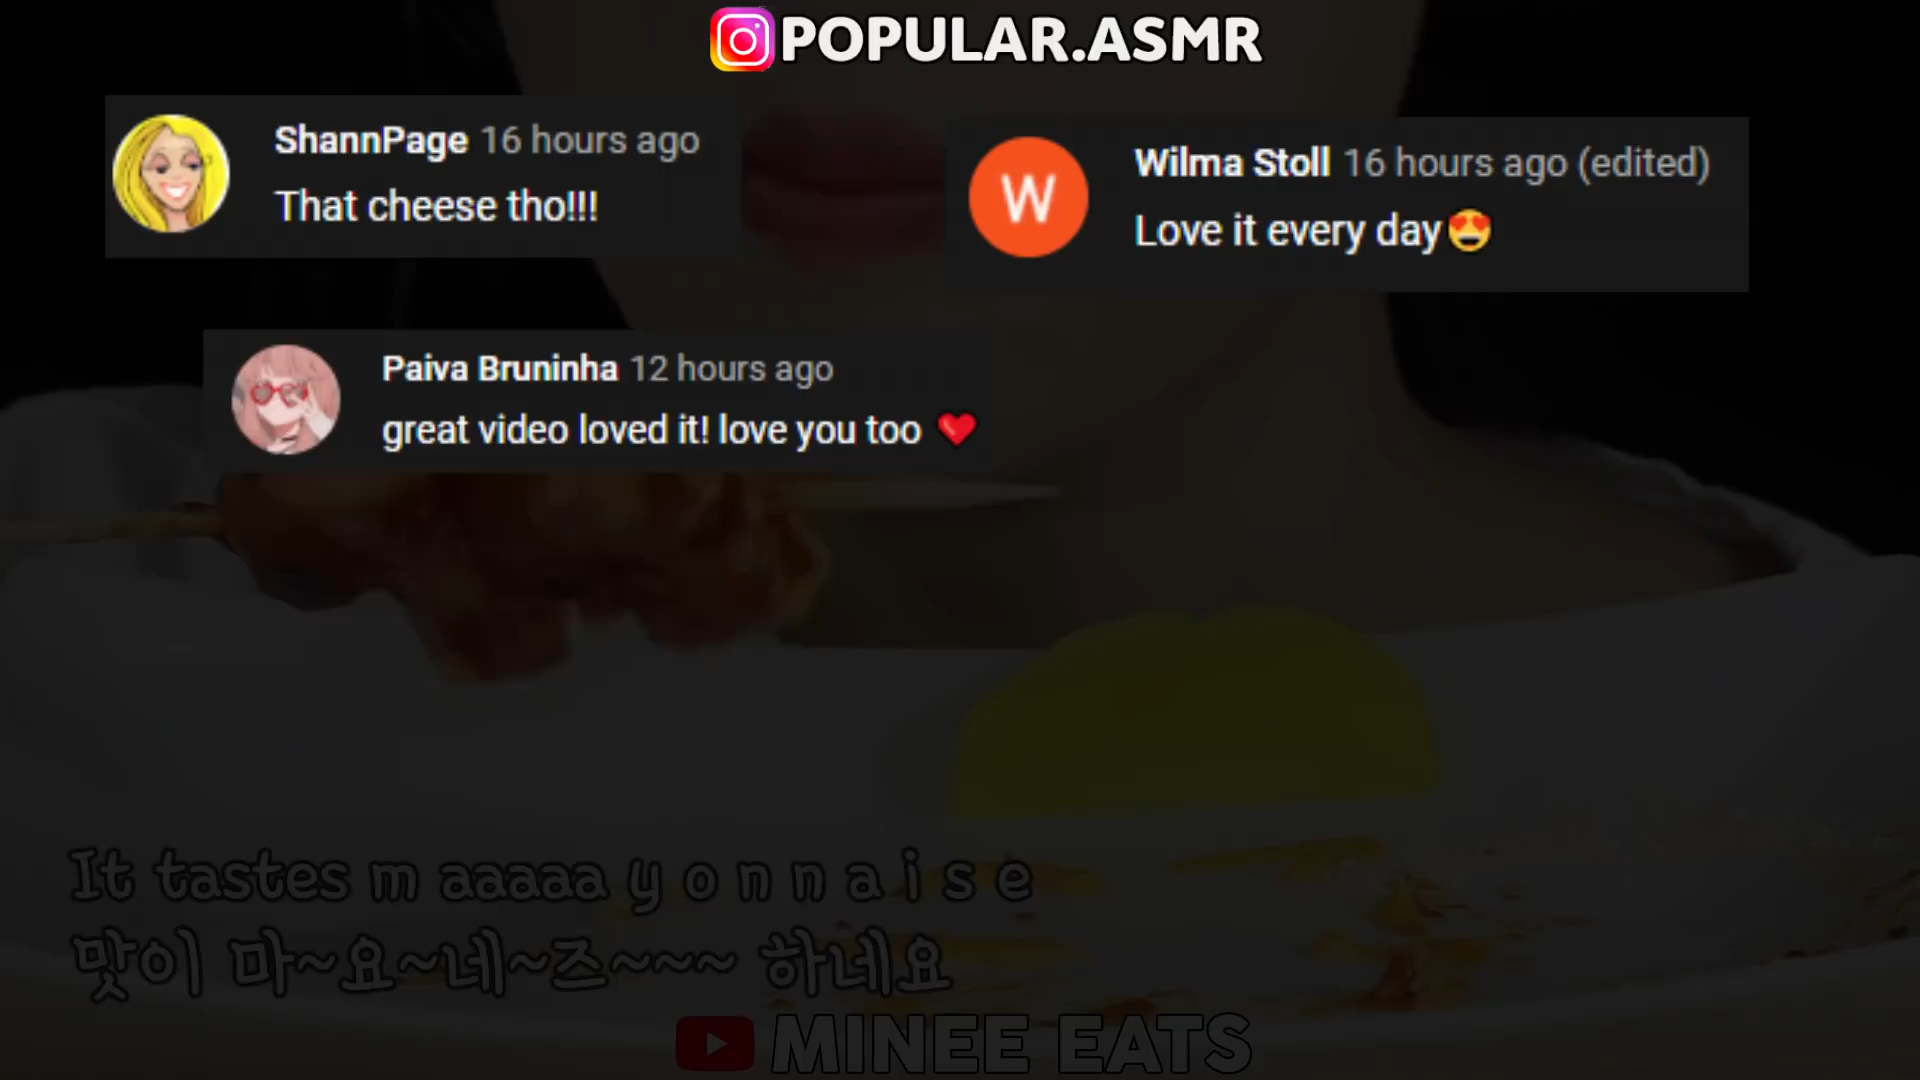 POPULAR.ASMR
ShannPage 16 hours ago
That cheese tho!!!
W
Wilma Stoll 16 hours ago (edited)
Love it every day😍
Paiva Bruninha 12 hours ago
great video loved it! love you too ❤️
It tastes m aaaaa y o n n a i s e
맛이 마~요~네~즈~~~ 하네요
MINEE EATS